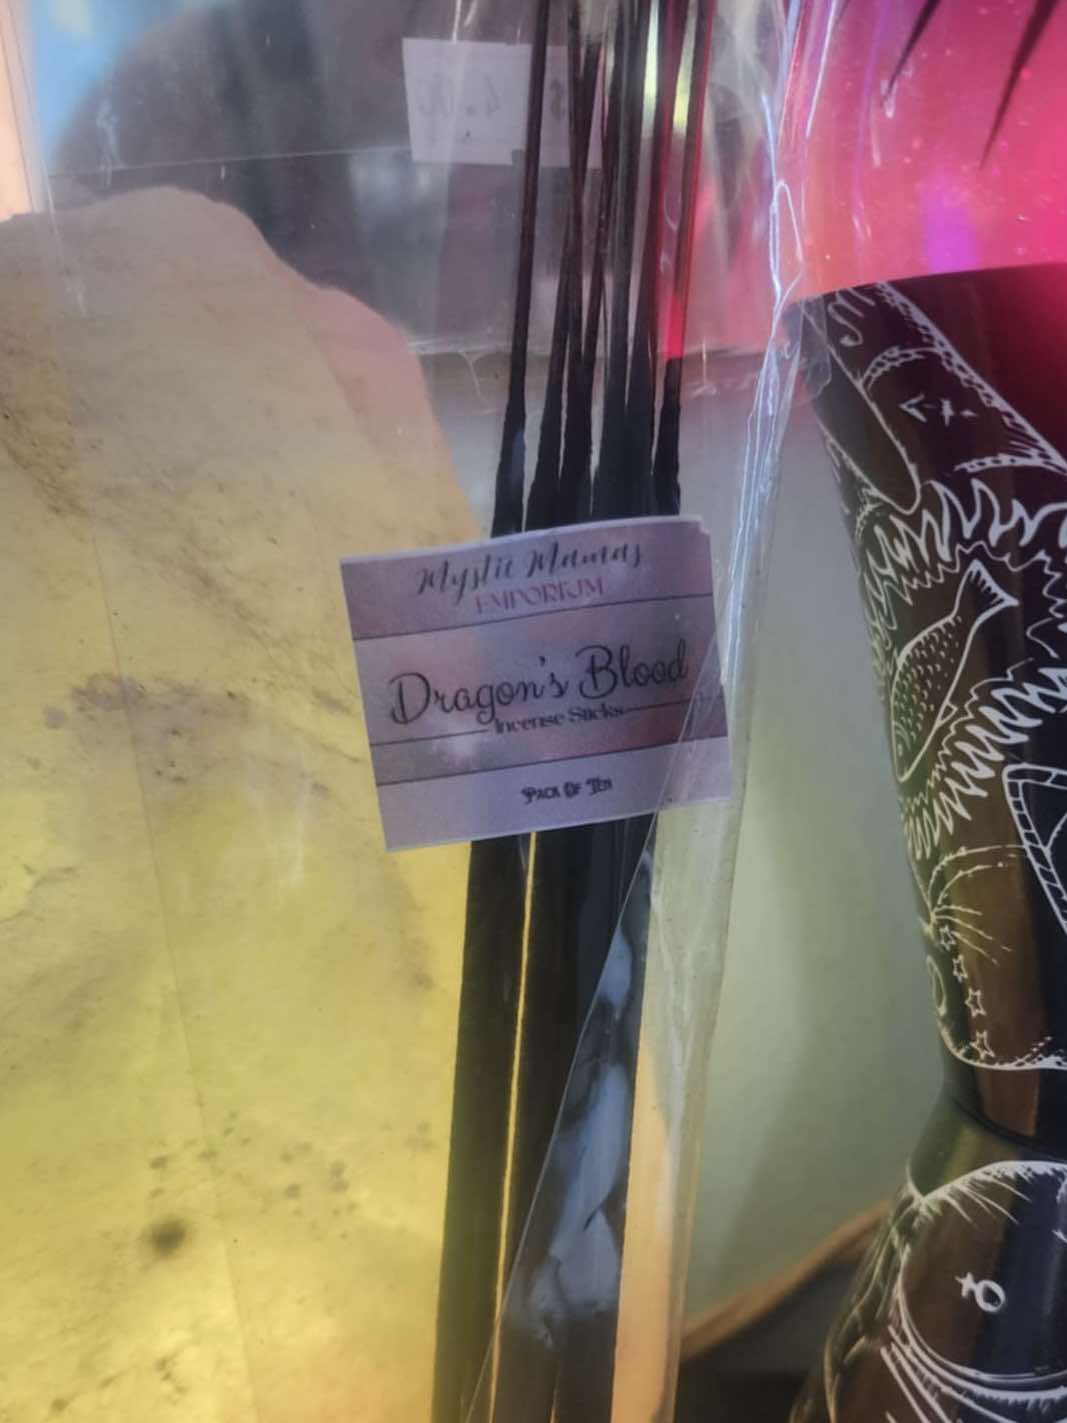 Mystic Mamas
EMPORIUM
Dragon's Blood
Incense Sticks
PACK OF TEN